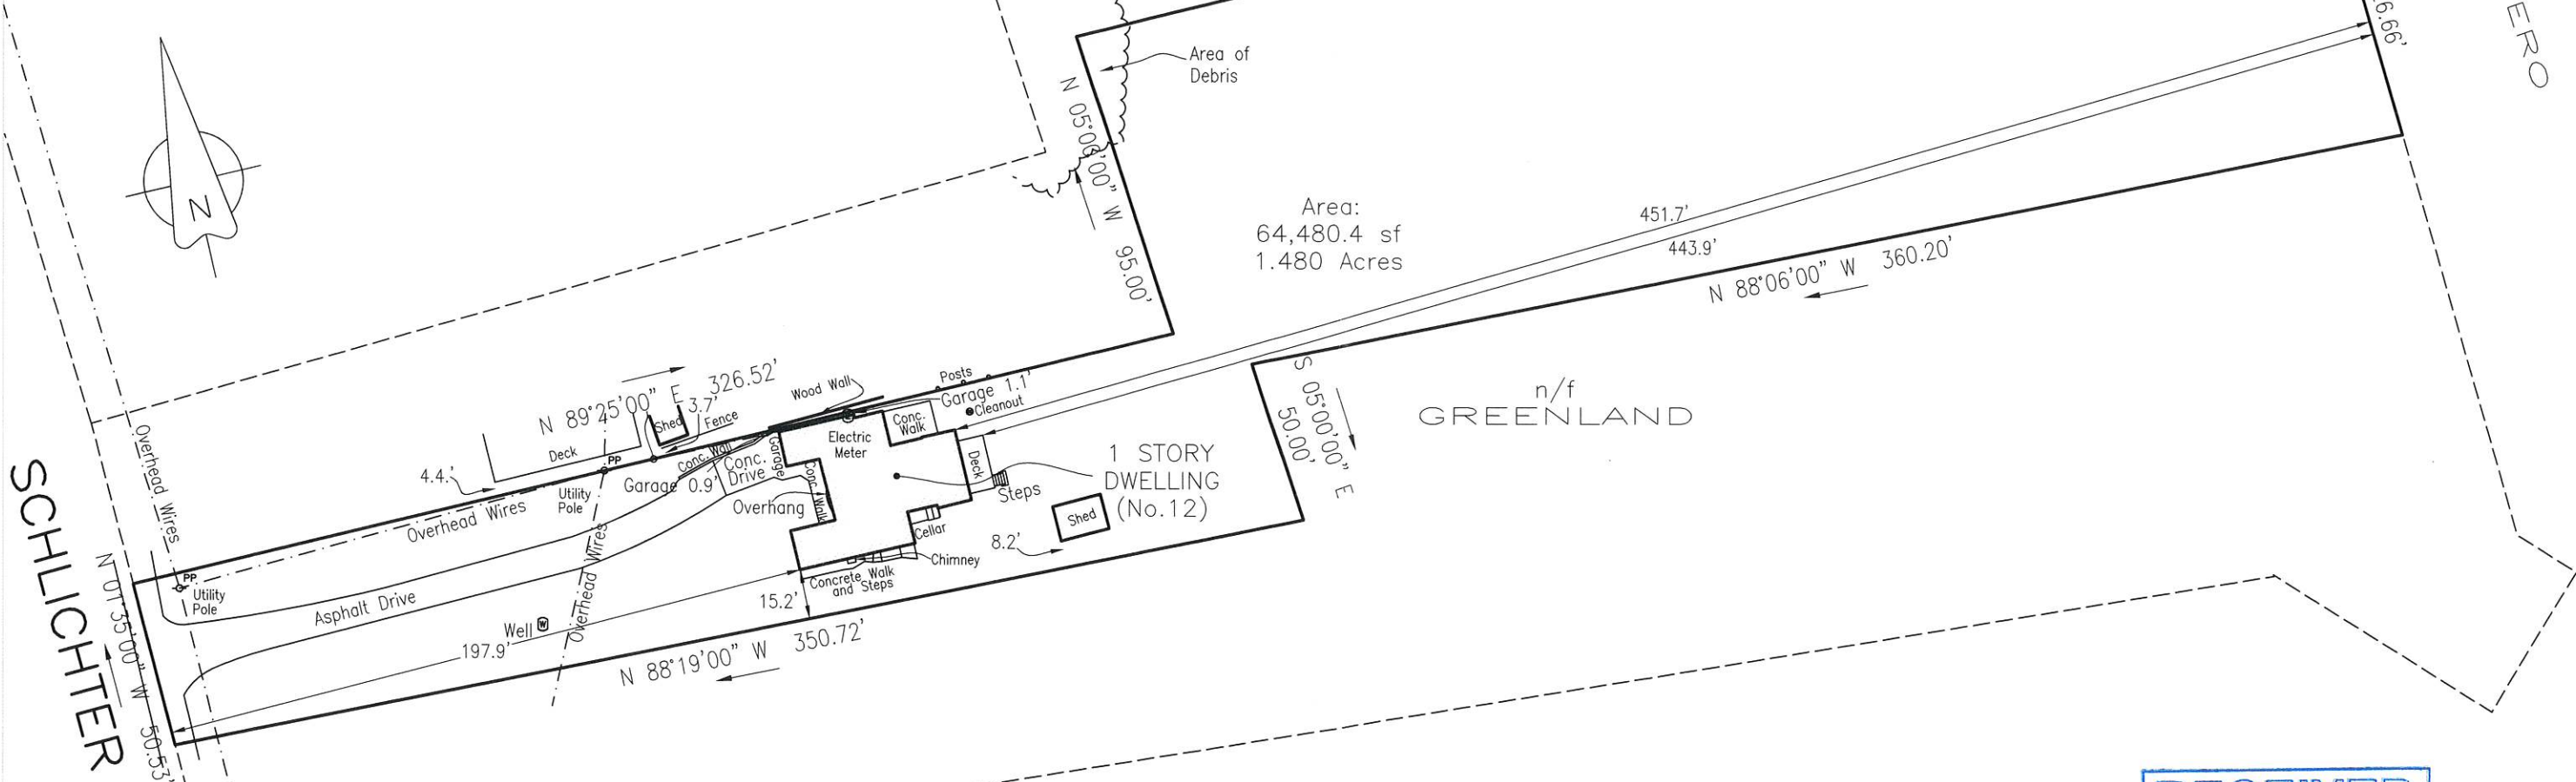 Area of
Debris
6.66'
ERO
N 05°00'00" W 95.00'
Area:
64,480.4 sf
1.480 Acres
451.7'
443.9'
N 88°06'00" W 360.20'
N
n/f
GREENLAND
S 05°00'00" E
50.00'
N 89°25'00" E 326.52'
Shed
3.7'
Fence
Wood Wall
Posts
Garage 1.1'
Cleanout
Conc.
Walk
Electric
Meter
Deck
4.4.'
PP
Utility
Pole
Conc. Wall
Garage 0.9'
Conc.
Drive
Garage
Conc. Walk
Overhang
Deck
Steps
1 STORY
DWELLING
(No.12)
Shed
8.2'
Cellar
Chimney
Concrete Walk
and Steps
15.2'
Overhead Wires
Overhead Wires
Overhead Wires
PP
Utility
Pole
Asphalt Drive
Well
W
197.9'
N 88°19'00" W 350.72'
N 01°35'00" W 50.53'
SCHLICHTER
RECEIVED